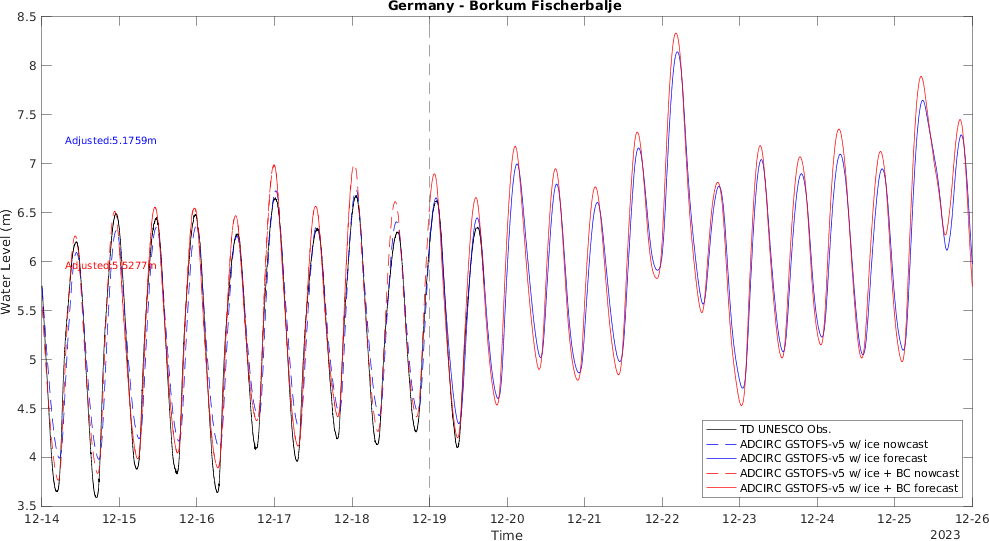 Germany - Borkum Fischerbalje
Water Level (m)
9
8.5
8
7.5
7
6.5
6
5.5
5
4.5
4
3.5
Adjusted:5.1759m
Adjusted:5.5277m
TD UNESCO Obs.
ADCIRC GSTOFS-v5 w/ ice nowcast
ADCIRC GSTOFS-v5 w/ ice forecast
ADCIRC GSTOFS-v5 w/ ice + BC nowcast
ADCIRC GSTOFS-v5 w/ ice + BC forecast
12-14 12-15 12-16 12-17 12-18 12-19 12-20 12-21 12-22 12-23 12-24 12-25 12-26
Time
2023